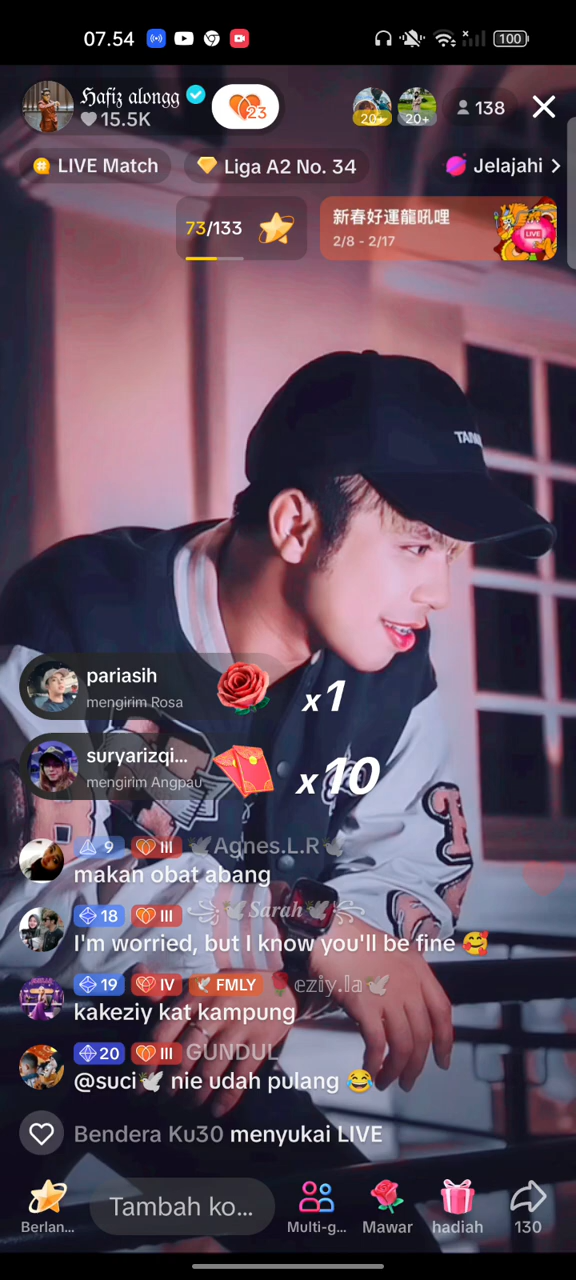 07.54
100
ℌ𝔞𝔣𝔦𝔷 𝔞𝔩𝔬𝔫𝔤𝔤
15.5K
23
20+
20+
138
LIVE Match
Liga A2 No. 34
Jelajahi
73/133
新春好運龍吼哩
2/8 - 2/17
LIVE
pariasih
mengirim Rosa
x1
suryarizqi...
mengirim Angpau
x10
9 III 🕊Agnes.L.R🕊
makan obat abang
18 III ꧁🕊𝑆𝑎𝑟𝑎ℎ🕊꧂
I'm worried, but I know you'll be fine 🥰
19 IV FMLY 🌹𝕖𝕫𝕚𝕪.𝕝𝕒🕊
kakeziy kat kampung
20 III GUNDUL
@suci🕊 nie udah pulang 😂
Bendera Ku30 menyukai LIVE
Tambah ko...
Berlan...
Multi-g...
Mawar
hadiah
130